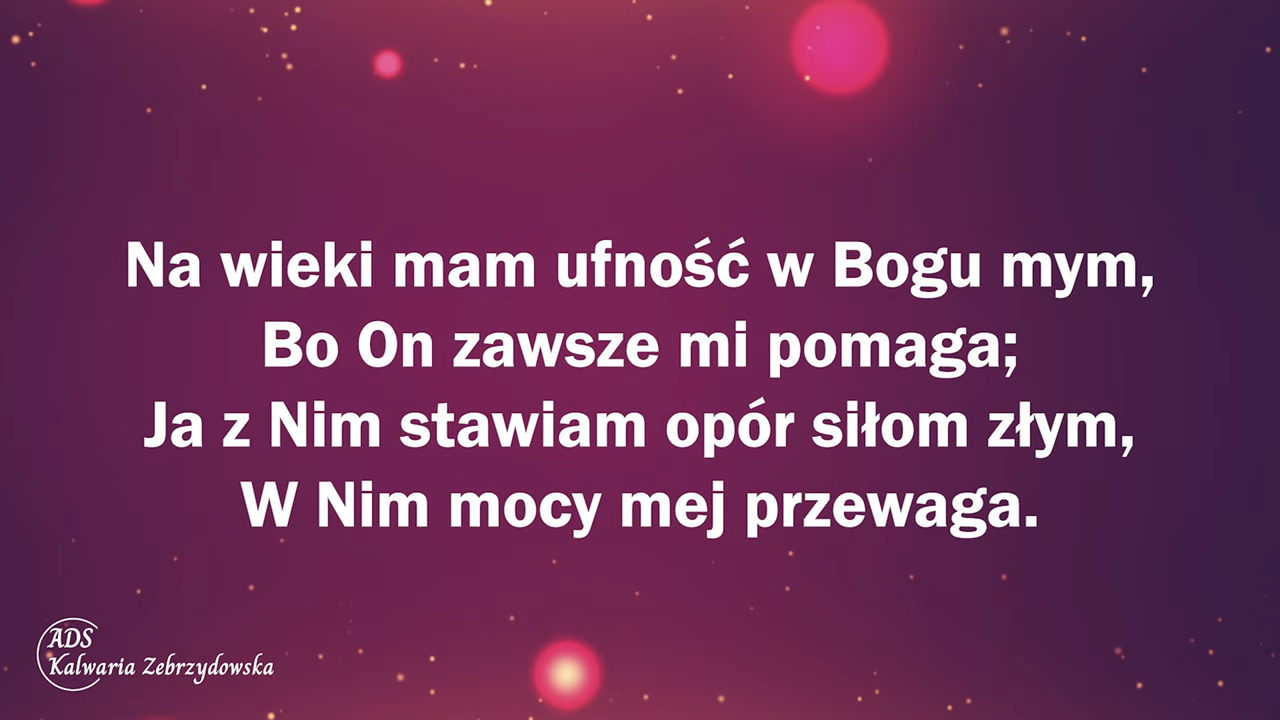 Na wieki mam ufność w Bogu mym,
Bo On zawsze mi pomaga;
Ja z Nim stawiam opór siłom złym,
W Nim mocy mej przewaga.
ADS
Kalwaria Zebrzydowska